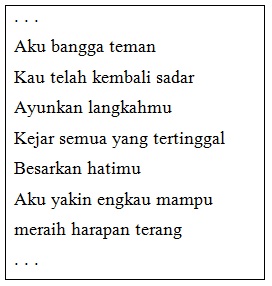 . . .
Aku bangga teman
Kau telah kembali sadar
Ayunkan langkahmu
Kejar semua yang tertinggal
Besarkan hatimu
Aku yakin engkau mampu
meraih harapan terang
. . .